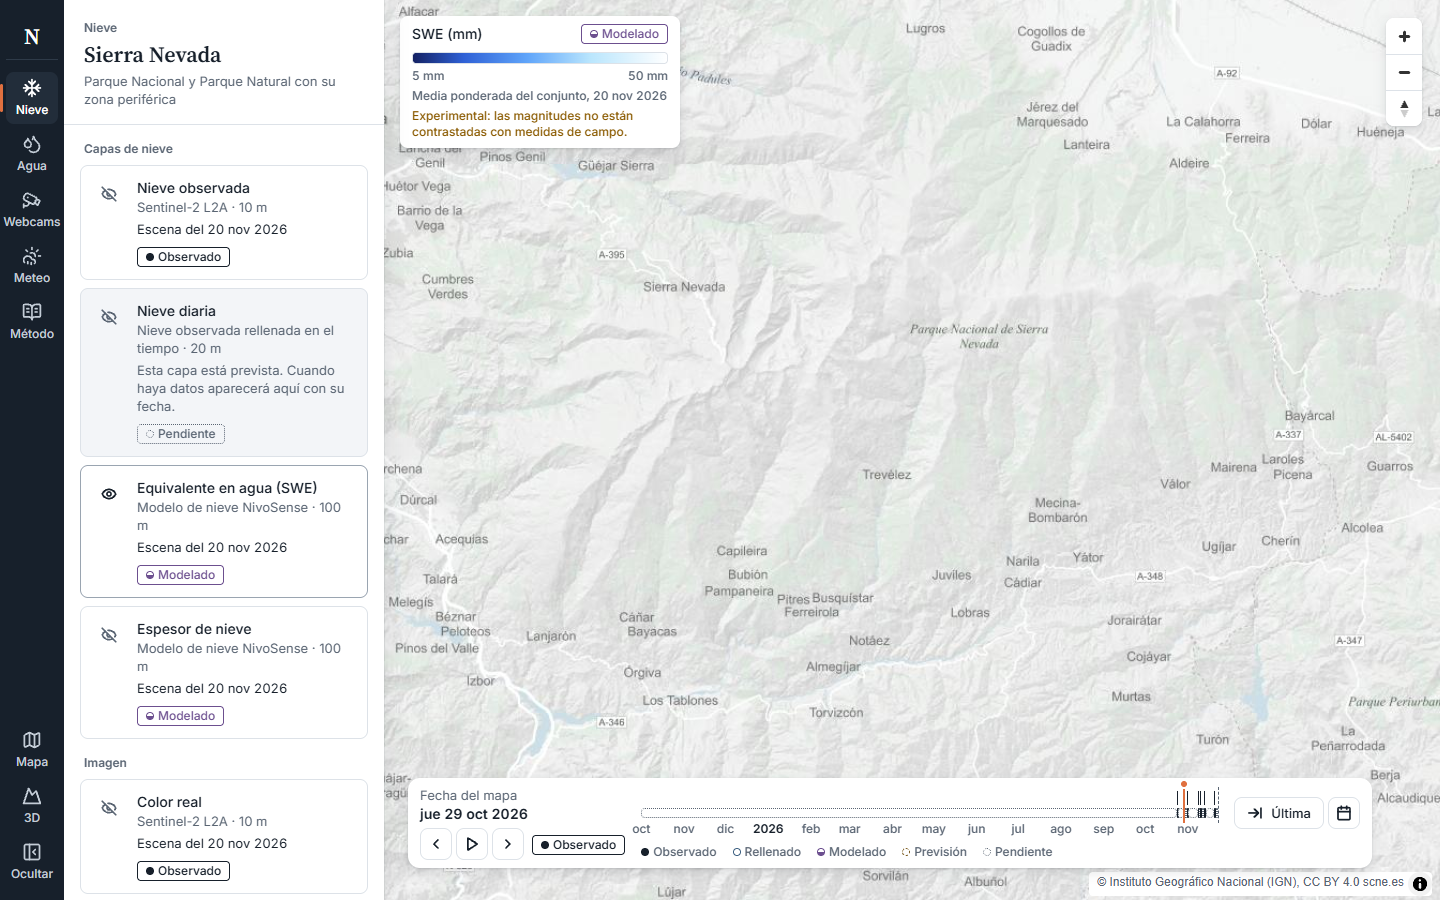 N
Nieve
Agua
Webcams
Meteo
Método
Mapa
3D
Ocultar
Nieve
Sierra Nevada
Parque Nacional y Parque Natural con su
zona periférica
Capas de nieve
Nieve observada
Sentinel-2 L2A · 10 m
Escena del 20 nov 2026
Observado
Nieve diaria
Nieve observada rellenada en el
tiempo · 20 m
Esta capa está prevista. Cuando
haya datos aparecerá aquí con su
fecha.
Pendiente
Equivalente en agua (SWE)
Modelo de nieve NivoSense · 100
m
Escena del 20 nov 2026
Modelado
Espesor de nieve
Modelo de nieve NivoSense · 100
m
Escena del 20 nov 2026
Modelado
Imagen
Color real
Sentinel-2 L2A · 10 m
Escena del 20 nov 2026
Observado
SWE (mm)
Modelado
5 mm
50 mm
Media ponderada del conjunto, 20 nov 2026
Experimental: las magnitudes no están
contrastadas con medidas de campo.
Alfacar
Lugros
Cogollos de
Guadix
A-92
Jérez del
Marquesado
La Calahorra
Ferreira
Dólar
Huéneja
Lanteira
Aldeire
Genil
Pinos Genil
Güéjar Sierra
Huétor Vega
Barrio de la
Vega
Zubia
A-395
Cumbres
Verdes
Sierra Nevada
Parque Nacional de Sierra
Nevada
Bayárcal
A-337
AL-5402
Laroles
Mairena
Picena
Guarros
Válor
Trevélez
Dúrcal
Mecina-
Bombarón
Alcolea
Acequias
Capileira
Ugíjar
Cherín
Yátor
Narila
Bubión
Juviles
Cádiar
A-348
Talará
Pampaneira
Pitres
Busquístar
Ferreirola
Melegís
Lobras
Béznar
Peloteos
Cáñar
Bayacas
Jorairátar
Lanjarón
Notáez
A-347
Pinos del Valle
Almegíjar
Cojáyar
Órgiva
Izbor
Los Tablones
Murtas
Torvizcón
A-346
Turón
La
Peñarrodada
Berja
Alcaudique
Sorvilán
Albuñol
Lújar
Fecha del mapa
jue 29 oct 2026
Observado
oct nov dic 2026 feb mar abr may jun jul ago sep oct nov
Observado Rellenado Modelado Previsión Pendiente
Última
© Instituto Geográfico Nacional (IGN), CC BY 4.0 scne.es